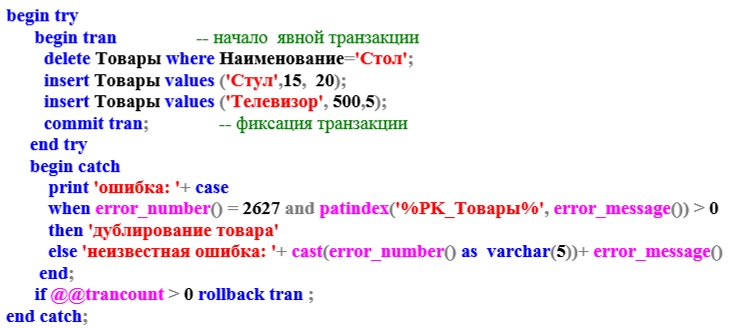 begin try
begin tran -- начало явной транзакции
delete Товары where Наименование='Стол';
insert Товары values ('Стул',15, 20);
insert Товары values ('Телевизор', 500,5);
commit tran; -- фиксация транзакции
end try
begin catch
print 'ошибка: '+ case
when error_number() = 2627 and patindex('%PK_Товары%', error_message()) > 0
then 'дублирование товара'
else 'неизвестная ошибка: '+ cast(error_number() as varchar(5))+ error_message()
end;
if @@trancount > 0 rollback tran ;
end catch;